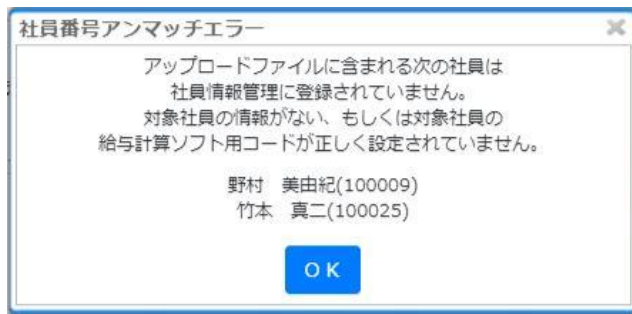 社員番号アンマッチエラー
アップロードファイルに含まれる次の社員は
社員情報管理に登録されていません。
対象社員の情報がない、もしくは対象社員の
給与計算ソフト用コードが正しく設定されていません。
野村　美由紀(100009)
竹本　真二(100025)
ＯＫ